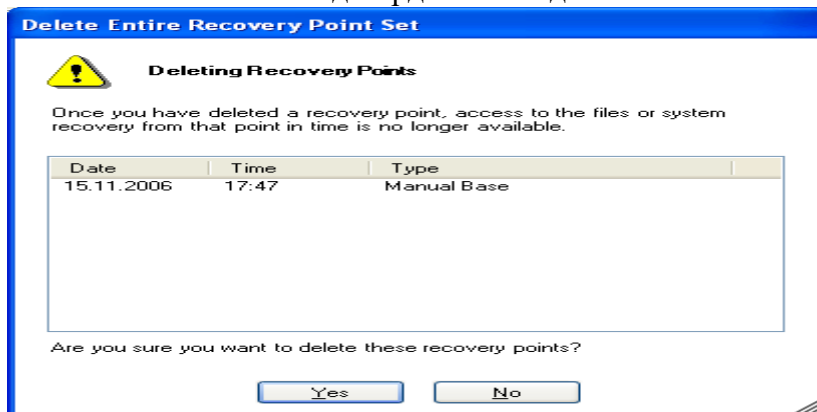 Delete Entire Recovery Point Set
Deleting Recovery Points
Once you have deleted a recovery point, access to the files or system
recovery from that point in time is no longer available.
Date Time Type
15.11.2006 17:47 Manual Base
Are you sure you want to delete these recovery points?
Yes No